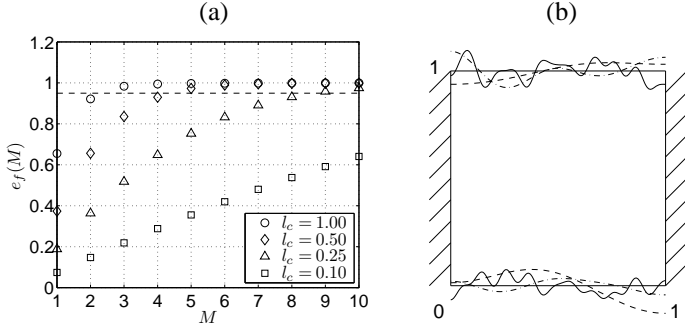 (a)
(b)
1.2
1
0.8
0.6
0.4
0.2
0
e_f(M)
1 2 3 4 5 6 7 8 9 10
M
l_c = 1.00
l_c = 0.50
l_c = 0.25
l_c = 0.10
1
0
1